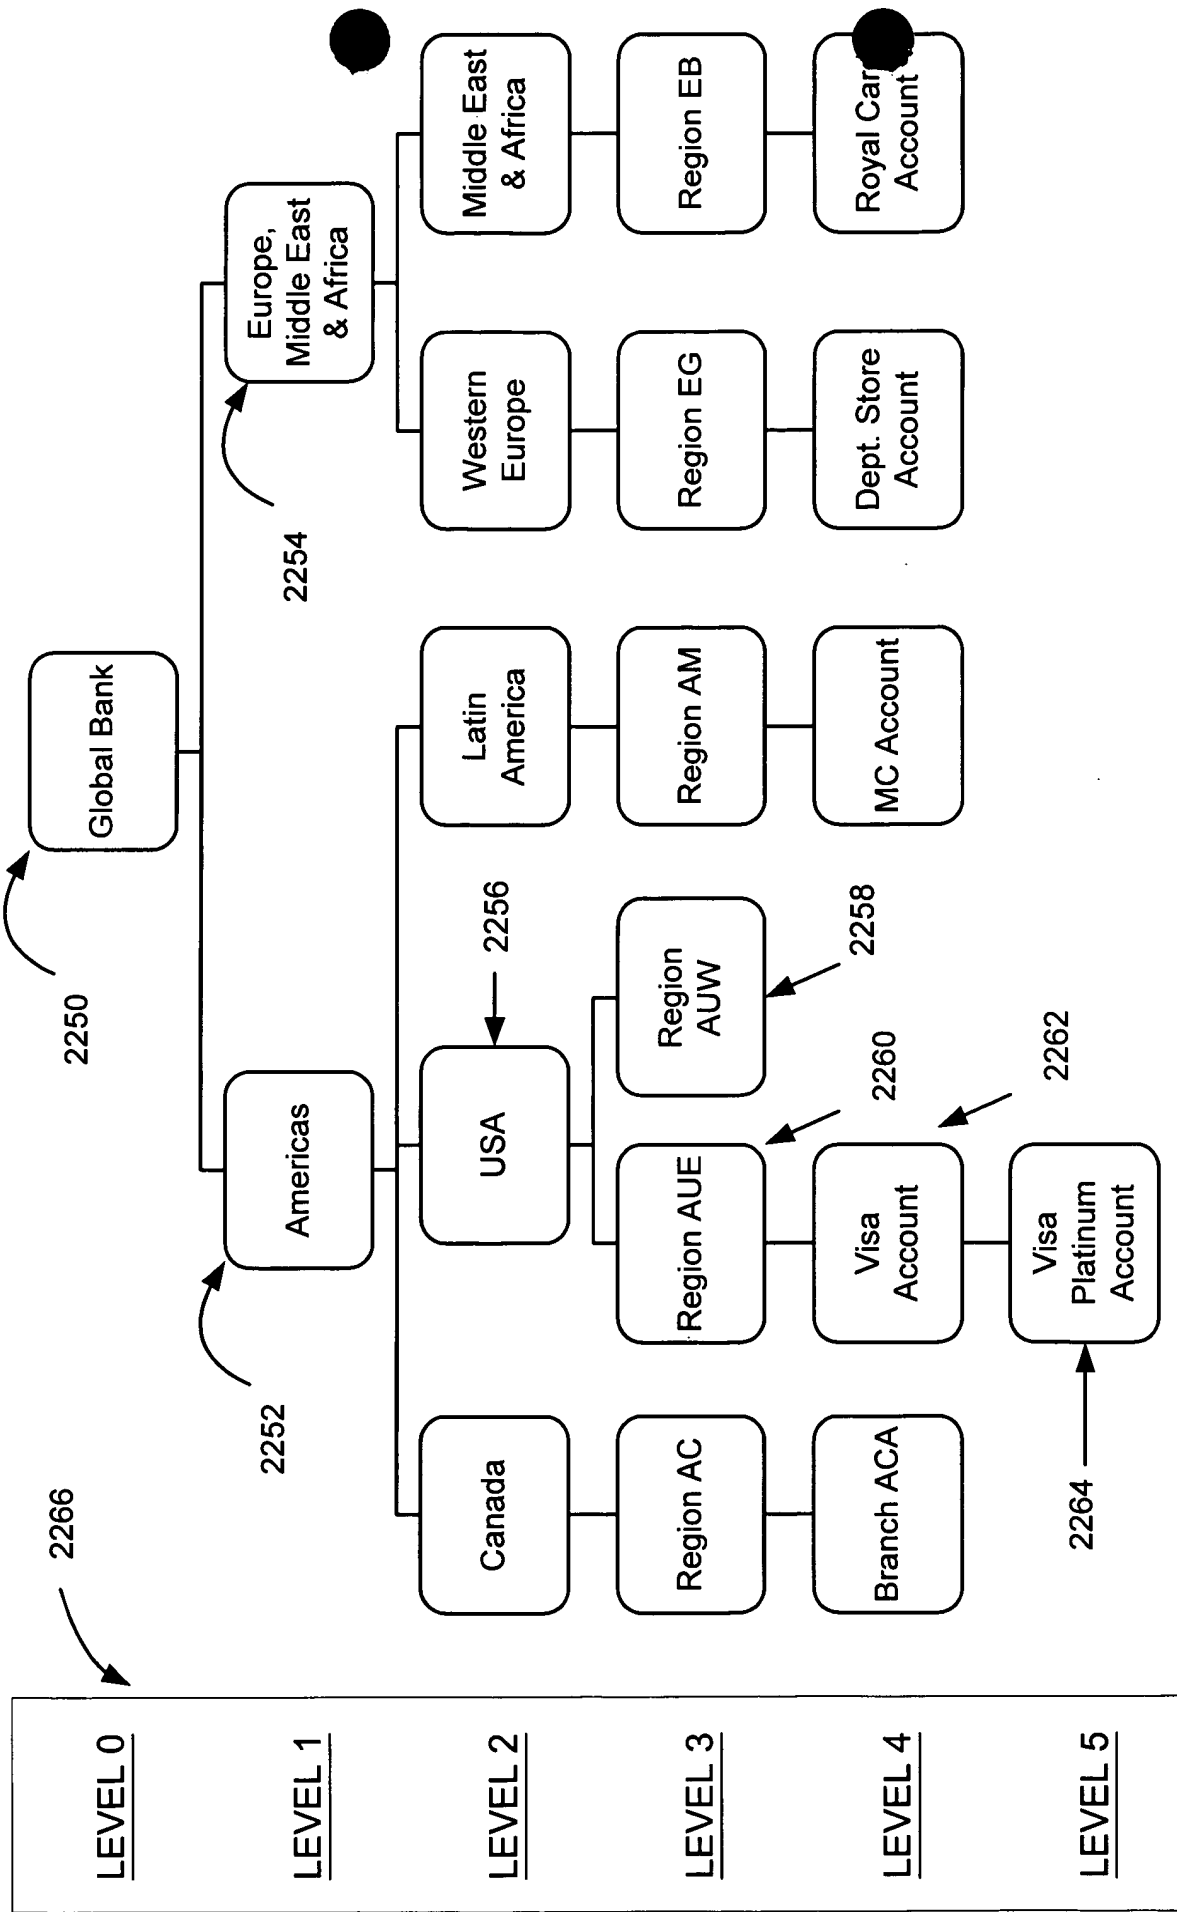 2266
LEVEL 0
LEVEL 1
LEVEL 2
LEVEL 3
LEVEL 4
LEVEL 5
2250
Global Bank
2252
Americas
2254
Europe,
Middle East
& Africa
Canada
USA
2256
Latin
America
Western
Europe
Middle East
& Africa
Region AC
Region AUE
2260
Region
AUW
2258
Region AM
Region EG
Region EB
Branch ACA
Visa
Account
2262
MC Account
Dept. Store
Account
Royal
Account
2264
Visa
Platinum
Account